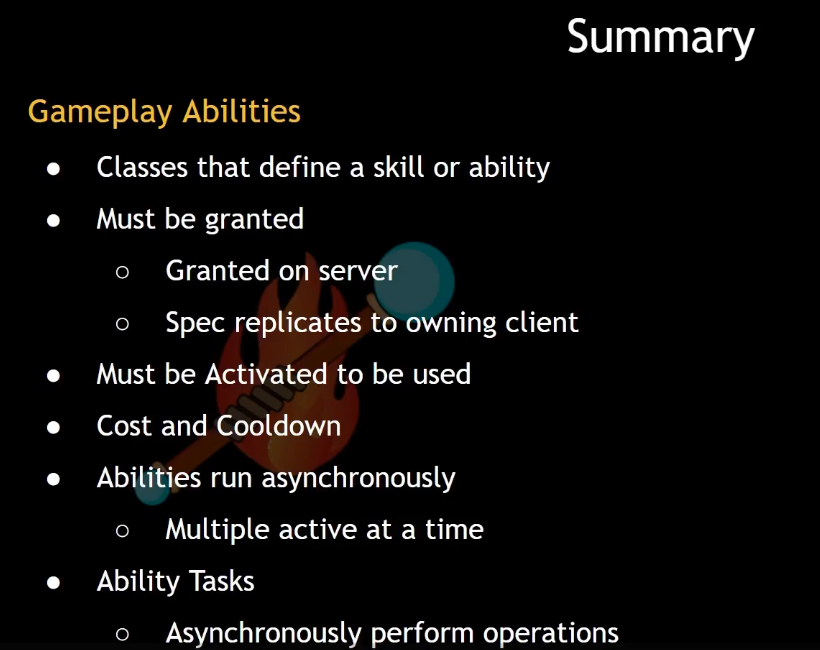 Summary
Gameplay Abilities
● Classes that define a skill or ability
● Must be granted
○ Granted on server
○ Spec replicates to owning client
● Must be Activated to be used
● Cost and Cooldown
● Abilities run asynchronously
○ Multiple active at a time
● Ability Tasks
○ Asynchronously perform operations